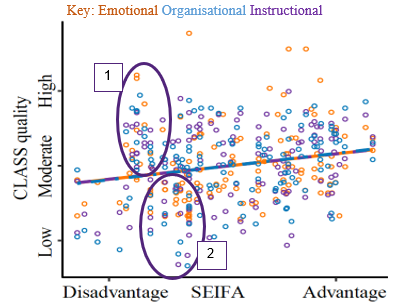 Key: Emotional Organisational Instructional
1
High
CLASS quality
Moderate
Low
2
Disadvantage SEIFA Advantage